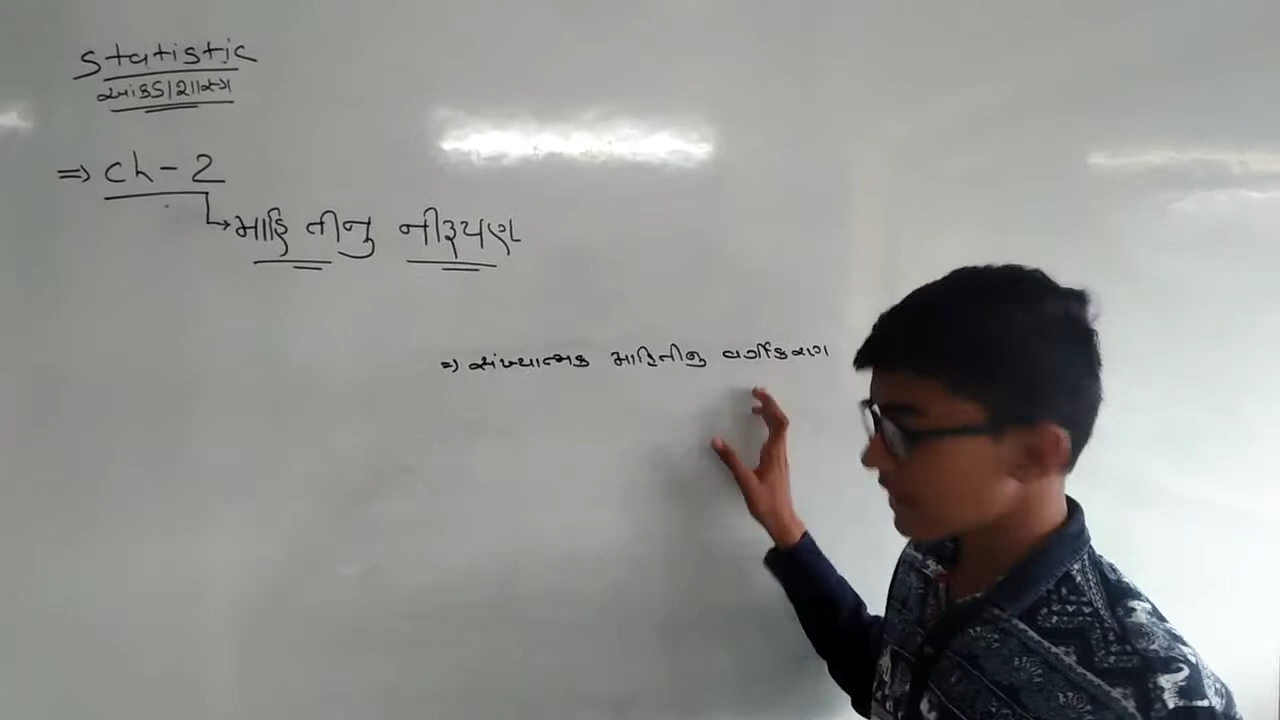 Statistic
આંકડાશાસ્ત્ર
⇒ Ch - 2
↳ માહિતીનુ નીરૂપણ
⇒ સંખ્યાત્મક માહિતીનુ વર્ગીકરણ